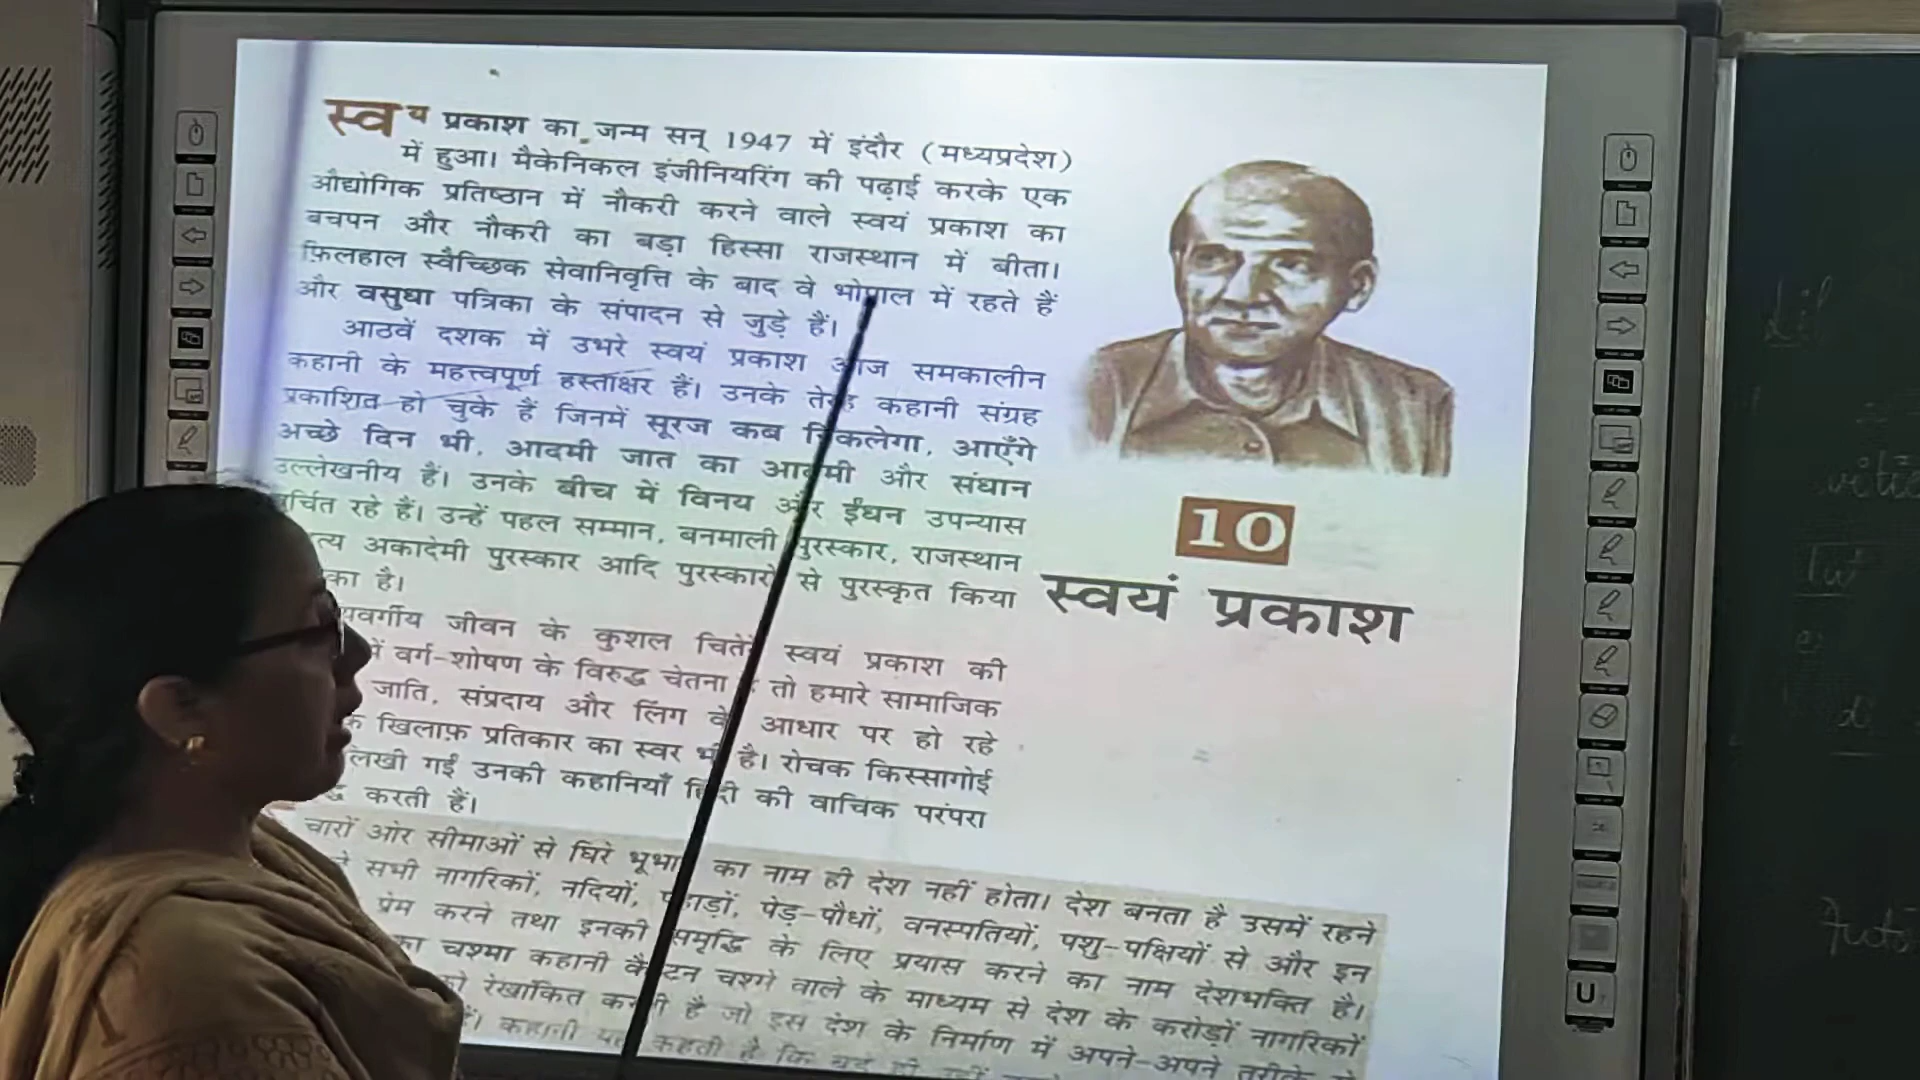 स्वय प्रकाश का जन्म सन् 1947 में इंदौर (मध्यप्रदेश)
में हुआ। मैकेनिकल इंजीनियरिंग की पढ़ाई करके एक
औद्योगिक प्रतिष्ठान में नौकरी करने वाले स्वयं प्रकाश का
बचपन और नौकरी का बड़ा हिस्सा राजस्थान में बीता।
फ़िलहाल स्वैच्छिक सेवानिवृत्ति के बाद वे भोपाल में रहते हैं
और वसुधा पत्रिका के संपादन से जुड़े हैं।
आठवें दशक में उभरे स्वयं प्रकाश आज समकालीन
कहानी के महत्त्वपूर्ण हस्ताक्षर हैं। उनके तेरह कहानी संग्रह
प्रकाशित हो चुके हैं जिनमें सूरज कब निकलेगा, आएँगे
अच्छे दिन भी, आदमी जात का आदमी और संधान
उल्लेखनीय हैं। उनके बीच में विनय और ईंधन उपन्यास
चर्चित रहे हैं। उन्हें पहल सम्मान, बनमाली पुरस्कार, राजस्थान
अकादेमी पुरस्कार आदि पुरस्कारों से पुरस्कृत किया
का है।
जीवन के कुशल चितेरे स्वयं प्रकाश की
में वर्ग-शोषण के विरुद्ध चेतना तो हमारे सामाजिक
जाति, संप्रदाय और लिंग के आधार पर हो रहे
के खिलाफ़ प्रतिकार का स्वर भी है। रोचक किस्सागोई
लिखी गईं उनकी कहानियाँ हिंदी की वाचिक परंपरा
करती हैं।
10
स्वयं प्रकाश
चारों ओर सीमाओं से घिरे भूभाग का नाम ही देश नहीं होता। देश बनता है उसमें रहने
सभी नागरिकों, नदियों, पहाड़ों, पेड़-पौधों, वनस्पतियों, पशु-पक्षियों से और इन
प्रेम करने तथा इनकी समृद्धि के लिए प्रयास करने का नाम देशभक्ति है।
का चश्मा कहानी कैप्टन चश्मे वाले के माध्यम से देश के करोड़ों नागरिकों
को रेखांकित करती है जो इस देश के निर्माण में अपने-अपने तरीके से
हैं। कहानी यह कहती है कि